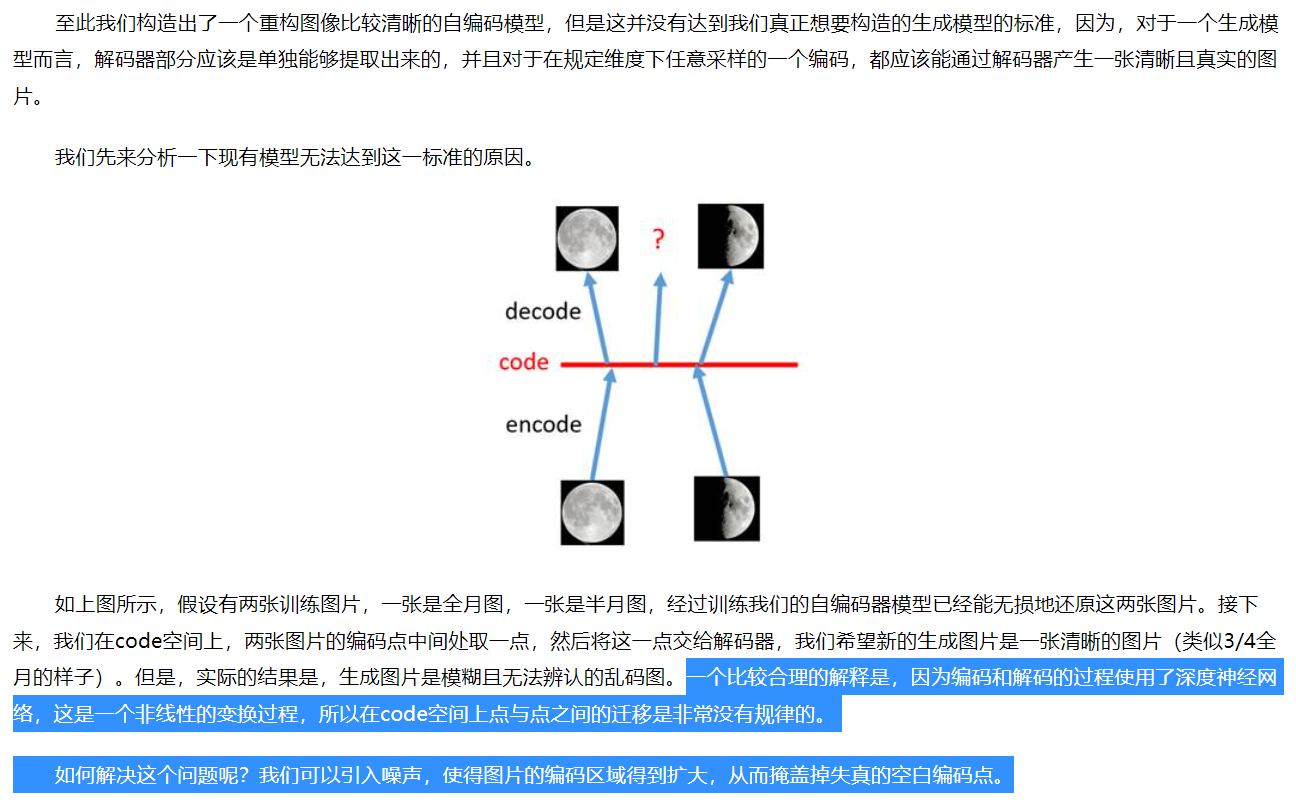 至此我们构造出了一个重构图像比较清晰的自编码模型，但是这并没有达到我们真正想要构造的生成模型的标准，因为，对于一个生成模
型而言，解码器部分应该是单独能够提取出来的，并且对于在规定维度下任意采样的一个编码，都应该能通过解码器产生一张清晰且真实的图
片。
我们先来分析一下现有模型无法达到这一标准的原因。
?
decode
code
encode
如上图所示，假设有两张训练图片，一张是全月图，一张是半月图，经过训练我们的自编码器模型已经能无损地还原这两张图片。接下
来，我们在code空间上，两张图片的编码点中间处取一点，然后将这一点交给解码器，我们希望新的生成图片是一张清晰的图片（类似3/4全
月的样子）。但是，实际的结果是，生成图片是模糊且无法辨认的乱码图。一个比较合理的解释是，因为编码和解码的过程使用了深度神经网
络，这是一个非线性的变换过程，所以在code空间上点与点之间的迁移是非常没有规律的。
如何解决这个问题呢？我们可以引入噪声，使得图片的编码区域得到扩大，从而掩盖掉失真的空白编码点。